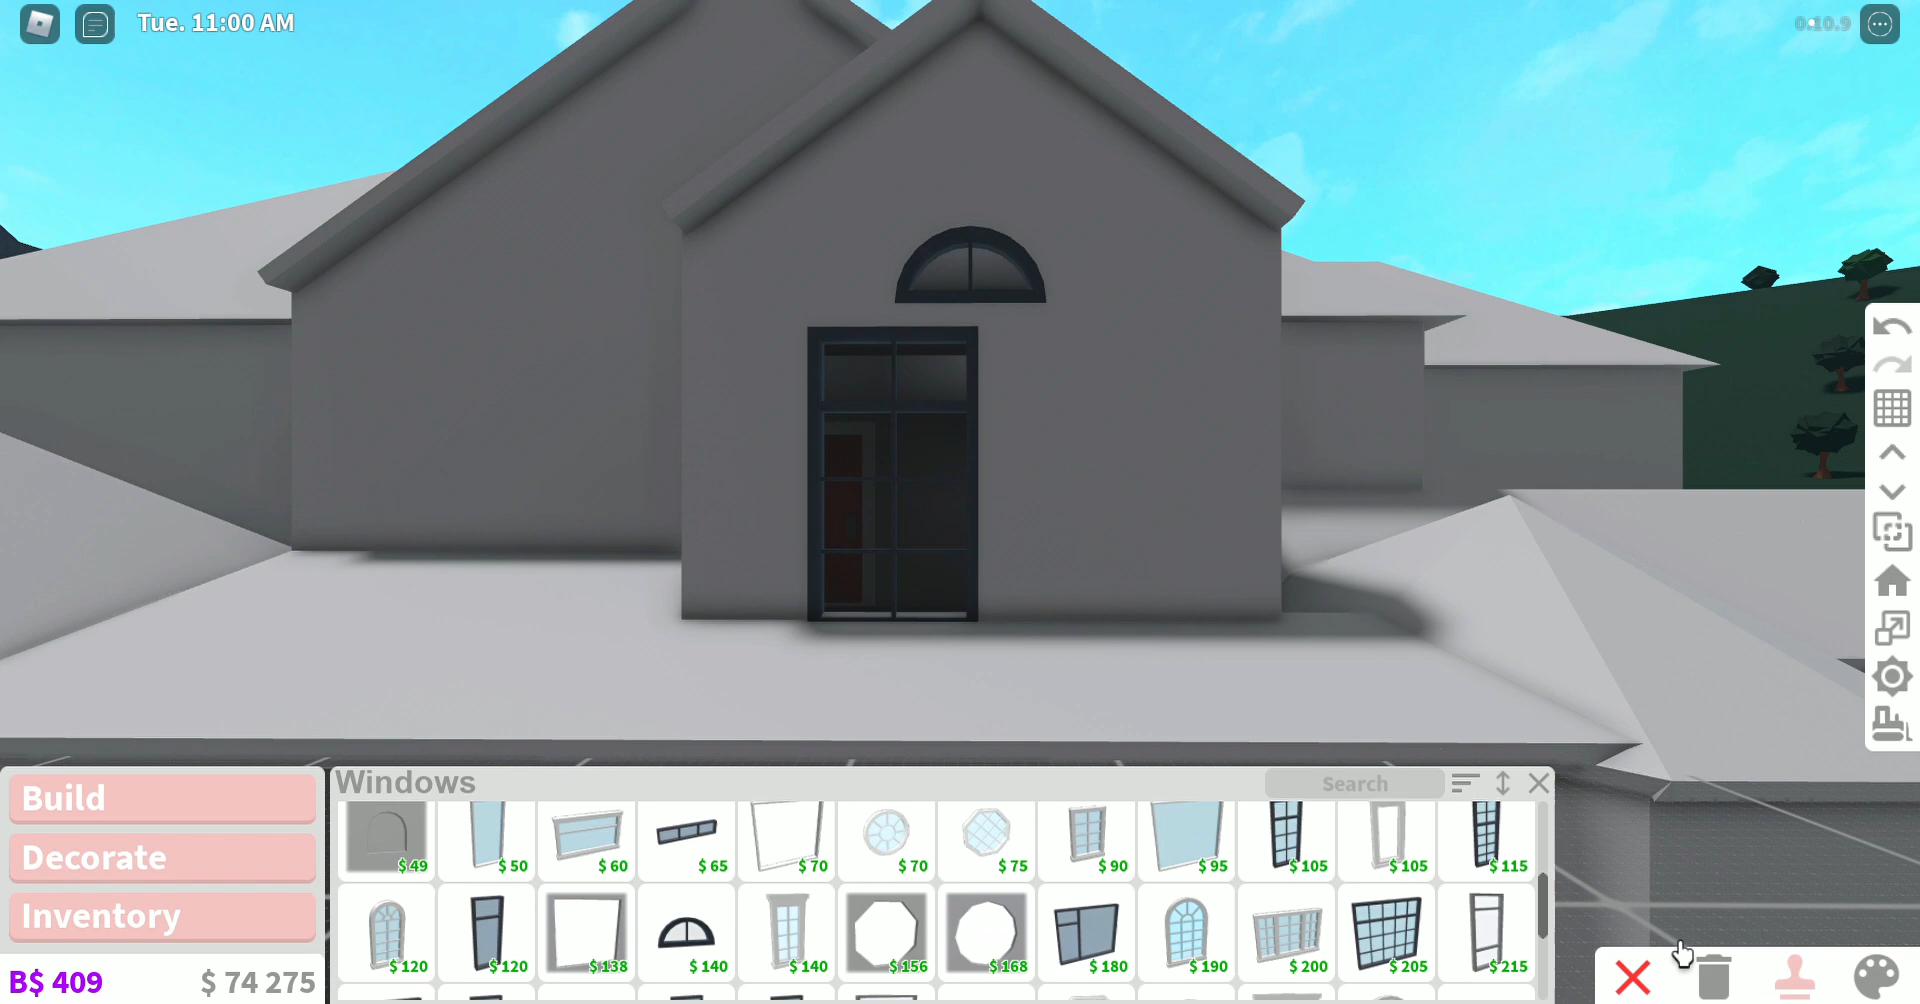 Tue. 11:00 AM
Windows
Search
$ 49 $ 50 $ 60 $ 65 $ 70 $ 70 $ 75 $ 90 $ 95 $ 105 $ 105 $ 115
$ 120 $ 120 $ 138 $ 140 $ 140 $ 156 $ 168 $ 180 $ 190 $ 200 $ 205 $ 215
Build
Decorate
Inventory
B$ 409 $ 74 275